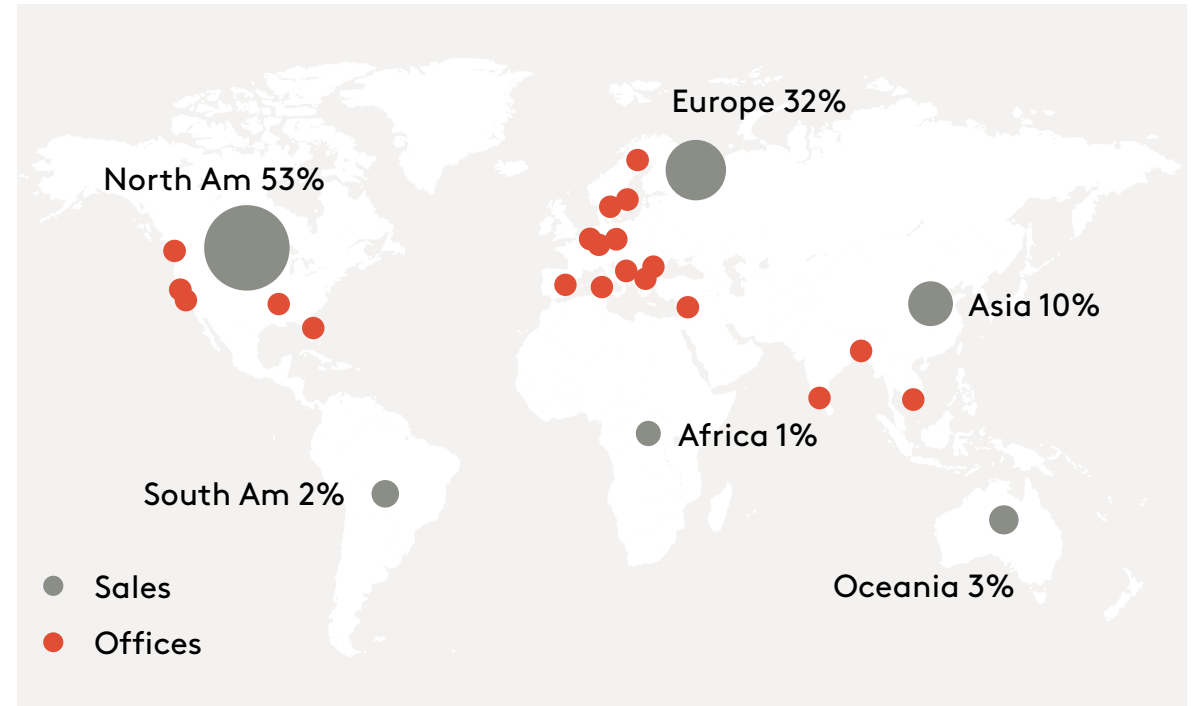 Europe 32%
North Am 53%
Asia 10%
Africa 1%
South Am 2%
Oceania 3%
Sales
Offices